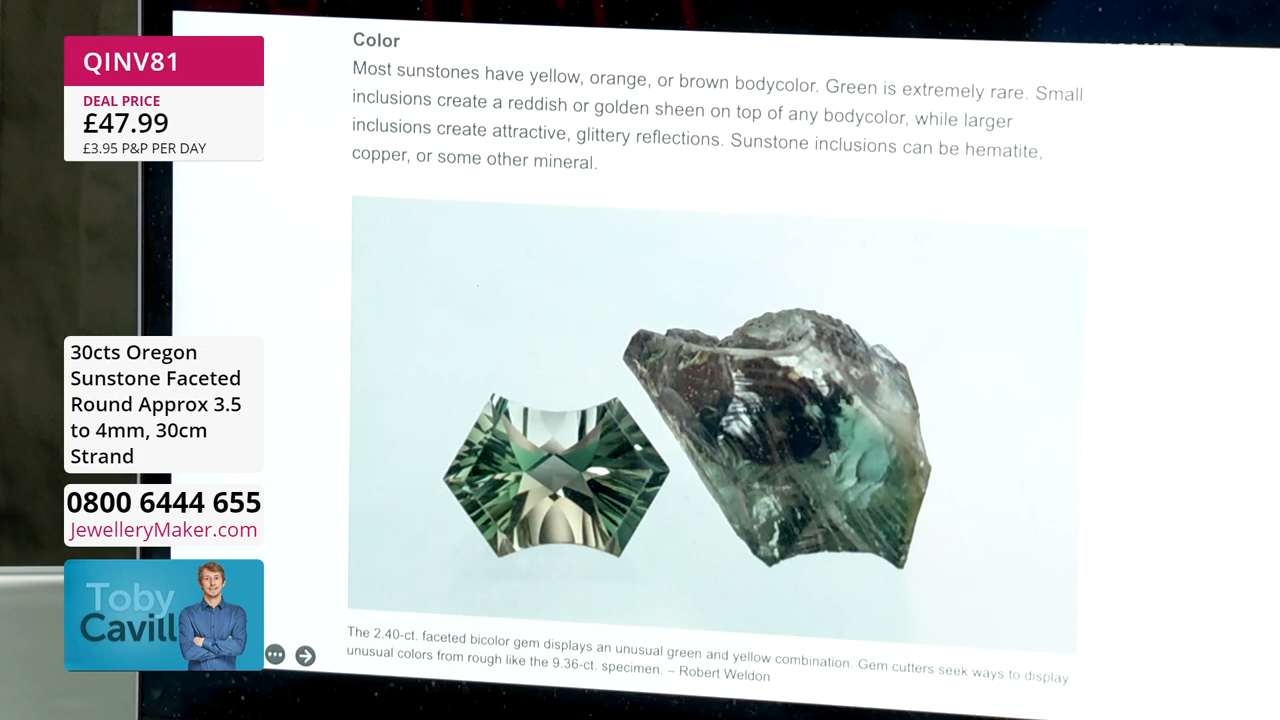 QINV81
DEAL PRICE
£47.99
£3.95 P&P PER DAY
30cts Oregon
Sunstone Faceted
Round Approx 3.5
to 4mm, 30cm
Strand
0800 6444 655
JewelleryMaker.com
Toby
Cavill
Color
Most sunstones have yellow, orange, or brown bodycolor. Green is extremely rare. Small
inclusions create a reddish or golden sheen on top of any bodycolor, while larger
inclusions create attractive, glittery reflections. Sunstone inclusions can be hematite,
copper, or some other mineral.
The 2.40-ct. faceted bicolor gem displays an unusual green and yellow combination. Gem cutters seek ways to display
unusual colors from rough like the 9.36-ct. specimen. – Robert Weldon